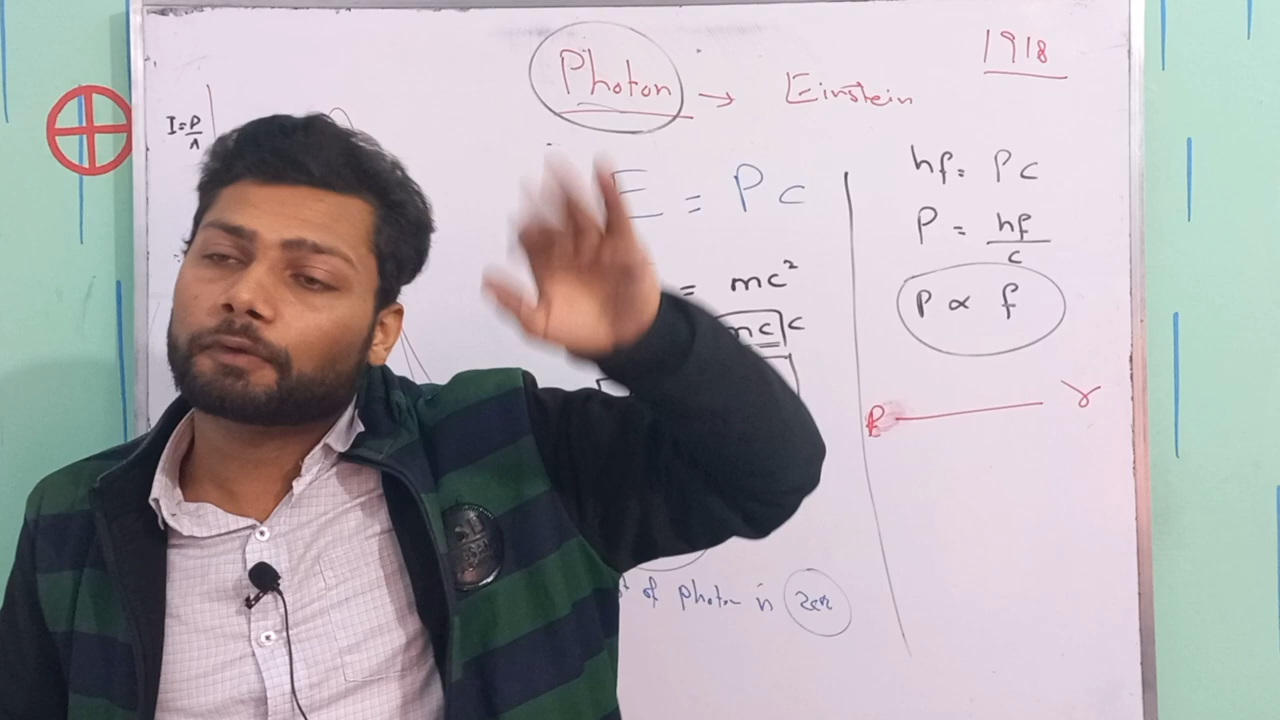 1918
Photon → Einstein
I = P/A
E = Pc
= mc²
mc c
of photon is zero
hf = Pc
P = hf/c
P ∝ f
P γ